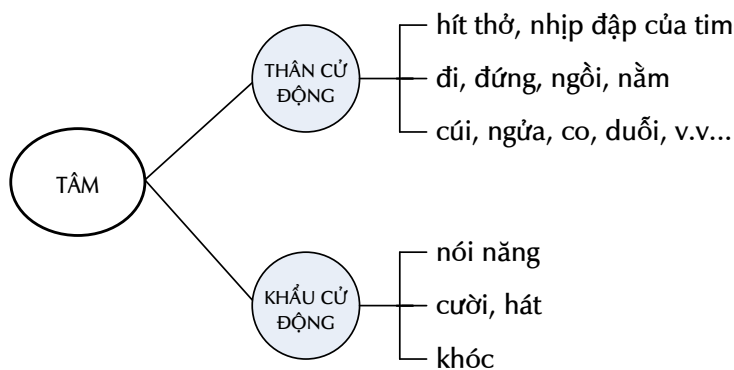 TÂM
THÂN CỬ
ĐỘNG
hít thở, nhịp đập của tim
đi, đứng, ngồi, nằm
cúi, ngửa, co, duỗi, v.v...
KHẨU CỬ
ĐỘNG
nói năng
cười, hát
khóc